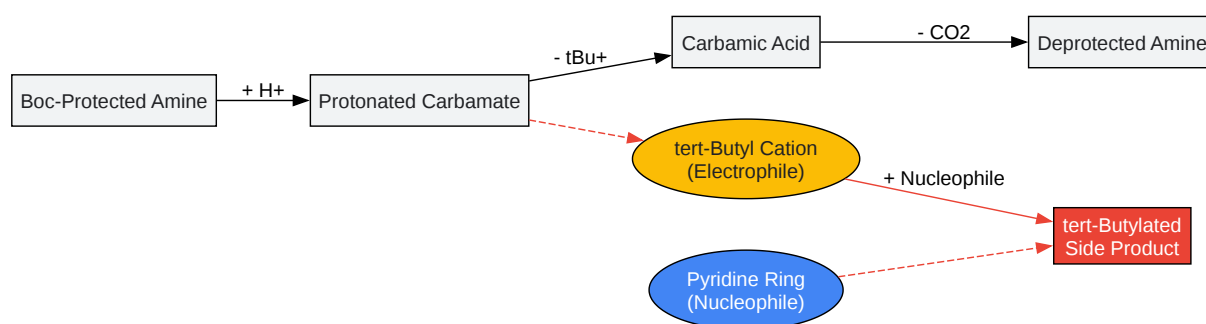 Boc-Protected Amine
+ H+
Protonated Carbamate
- tBu+
Carbamic Acid
- CO2
Deprotected Amine
tert-Butyl Cation
(Electrophile)
+ Nucleophile
tert-Butylated
Side Product
Pyridine Ring
(Nucleophile)